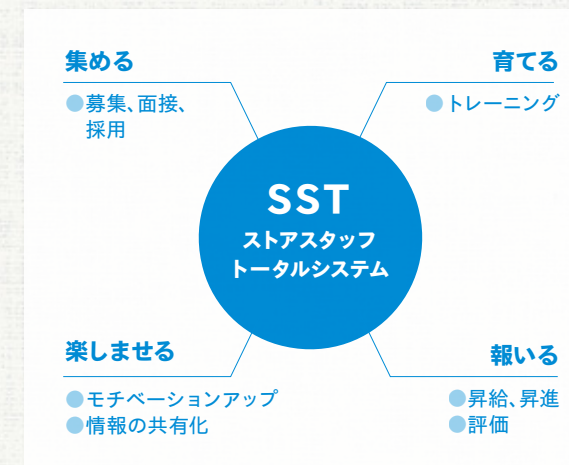 集める
●募集、面接、
採用
育てる
●トレーニング
SST
ストアスタッフ
トータルシステム
楽しませる
●モチベーションアップ
●情報の共有化
報いる
●昇給、昇進
●評価